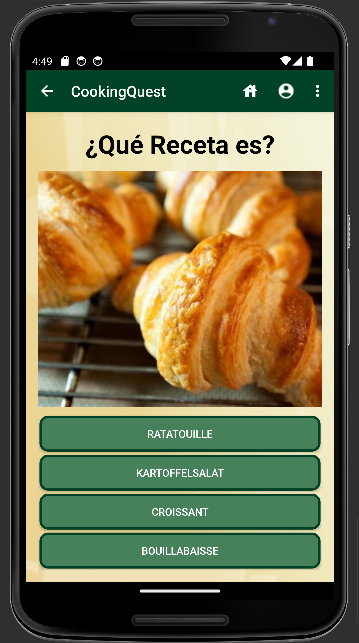 4:49
CookingQuest
¿Qué Receta es?
RATATOUILLE
KARTOFFELSALAT
CROISSANT
BOUILLABAISSE